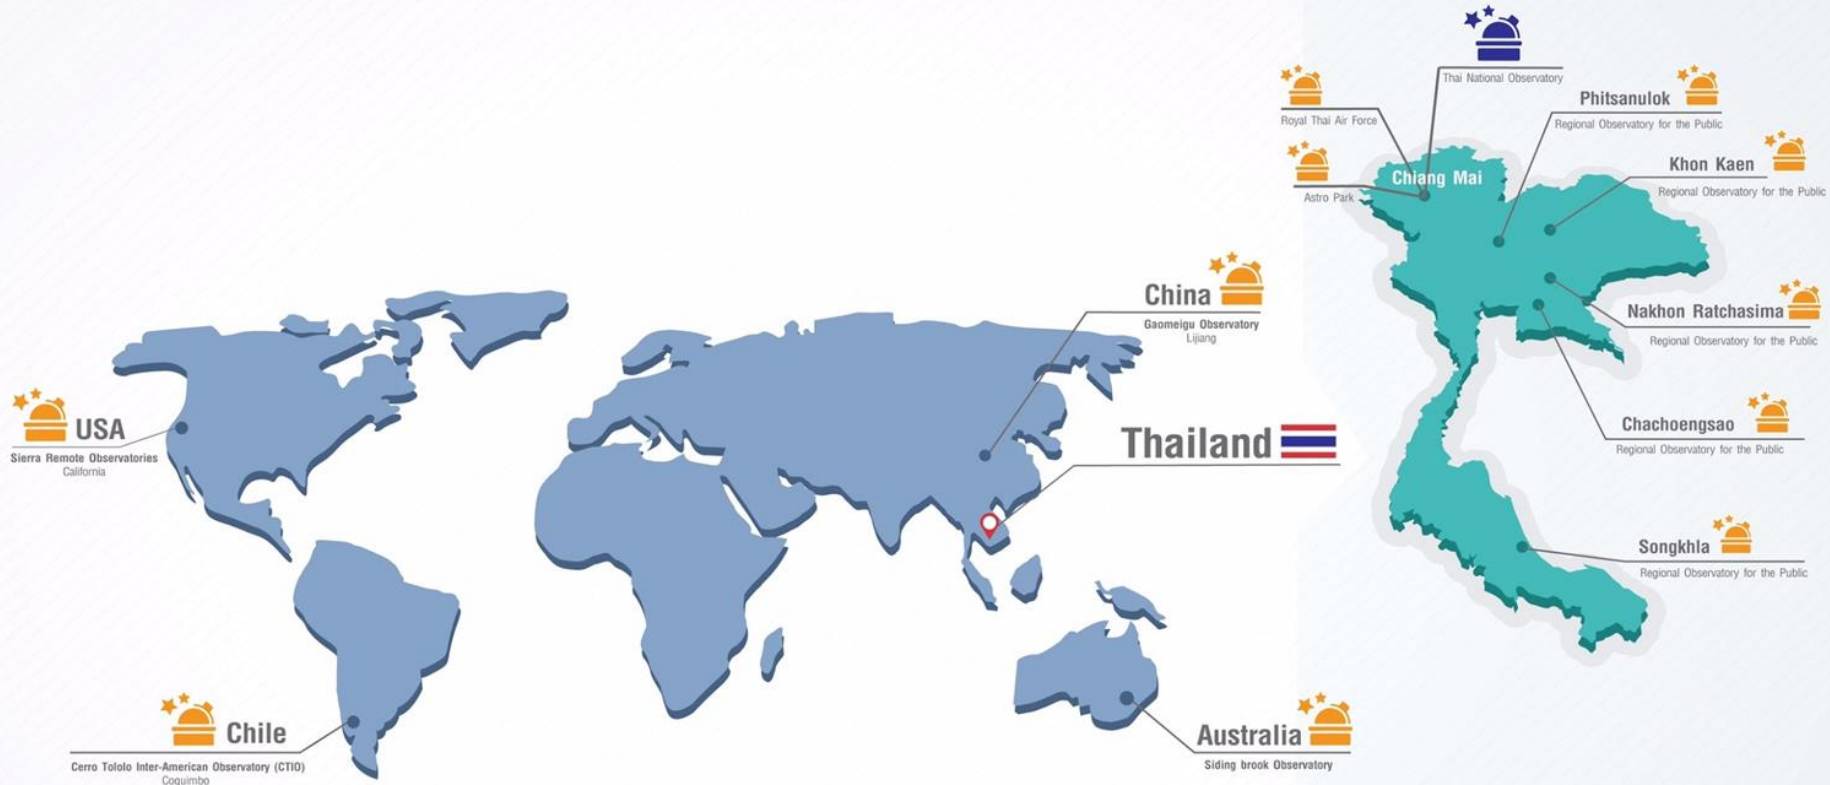 Thai National Observatory
Royal Thai Air Force
Astro Park
Chiang Mai
Phitsanulok
Regional Observatory for the Public
Khon Kaen
Regional Observatory for the Public
Nakhon Ratchasima
Regional Observatory for the Public
Chachoengsao
Regional Observatory for the Public
Songkhla
Regional Observatory for the Public
China
Gaomeigu Observatory
Lijiang
Thailand
USA
Sierra Remote Observatories
California
Chile
Cerro Tololo Inter-American Observatory (CTIO)
Coquimbo
Australia
Siding brook Observatory